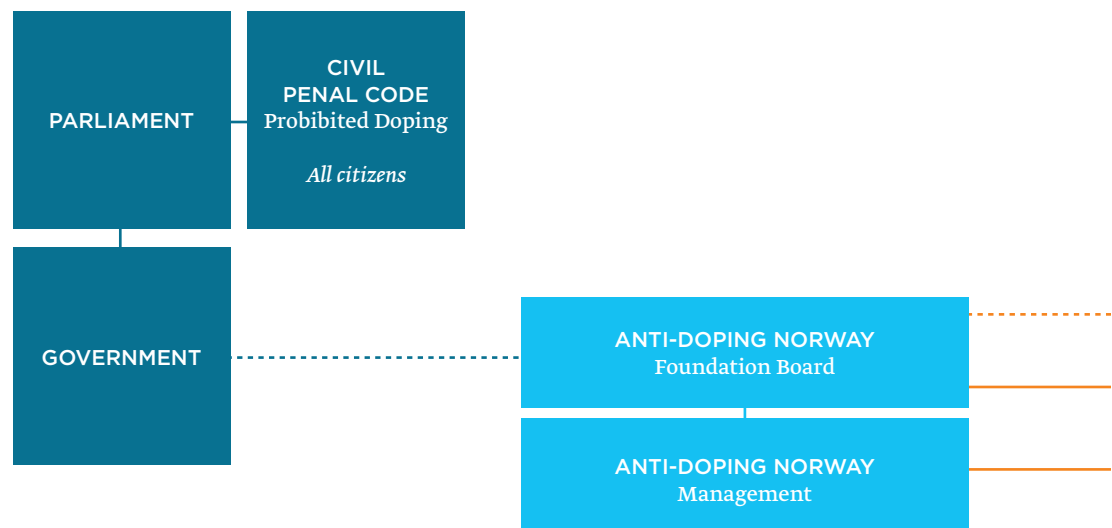 PARLIAMENT
CIVIL
PENAL CODE
Probibited Doping
All citizens
GOVERNMENT
ANTI-DOPING NORWAY
Foundation Board
ANTI-DOPING NORWAY
Management